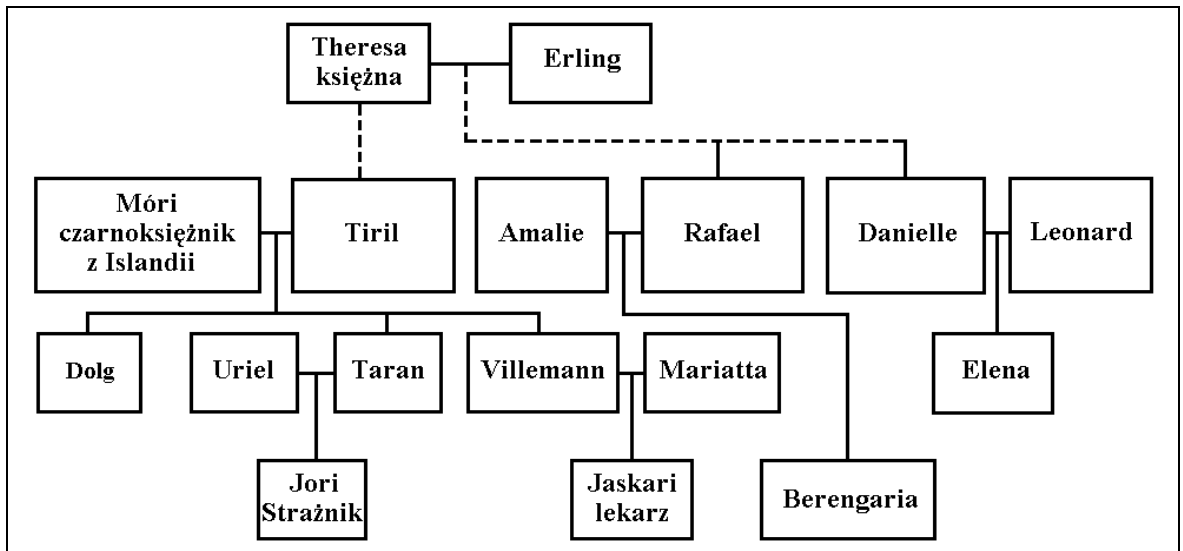 Theresa
księżna
Erling
Móri
czarnoksiężnik
z Islandii
Tiril
Amalie
Rafael
Danielle
Leonard
Dolg
Uriel
Taran
Villemann
Mariatta
Elena
Jori
Strażnik
Jaskari
lekarz
Berengaria